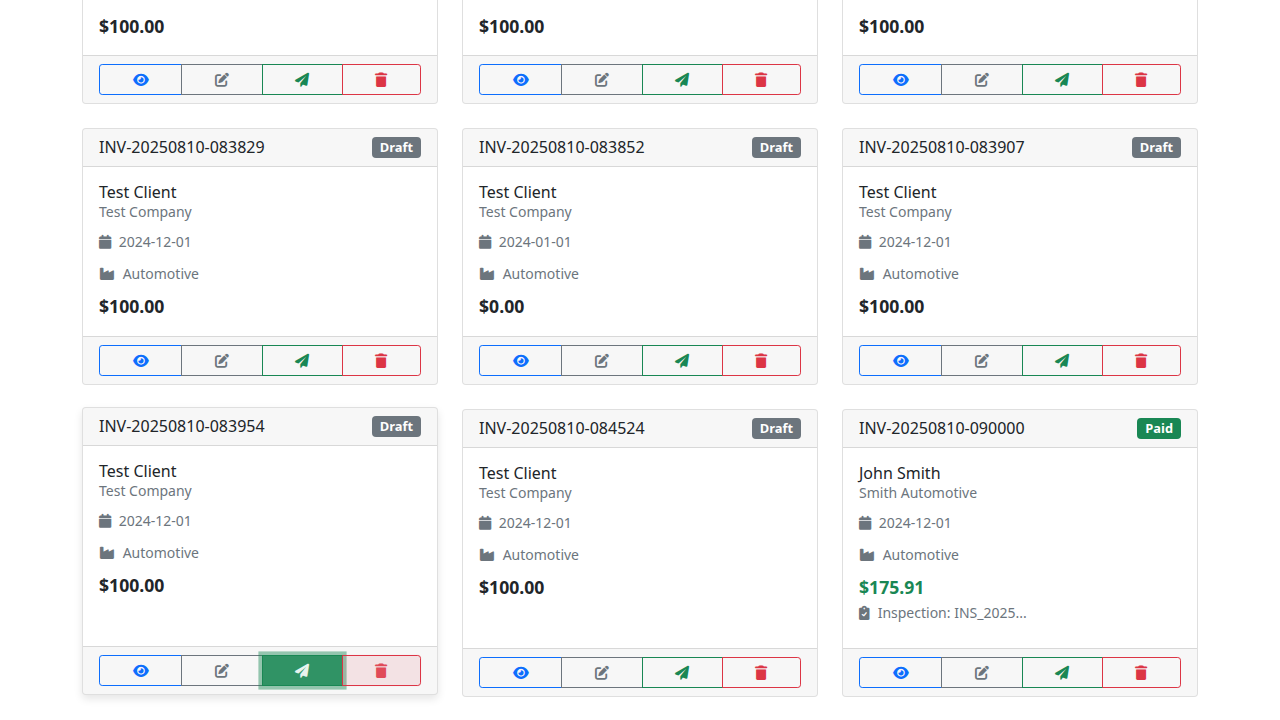 $100.00
$100.00
$100.00
INV-20250810-083829 Draft
Test Client
Test Company
2024-12-01
Automotive
$100.00
INV-20250810-083852 Draft
Test Client
Test Company
2024-01-01
Automotive
$0.00
INV-20250810-083907 Draft
Test Client
Test Company
2024-12-01
Automotive
$100.00
INV-20250810-083954 Draft
Test Client
Test Company
2024-12-01
Automotive
$100.00
INV-20250810-084524 Draft
Test Client
Test Company
2024-12-01
Automotive
$100.00
INV-20250810-090000 Paid
John Smith
Smith Automotive
2024-12-01
Automotive
$175.91
Inspection: INS_2025...